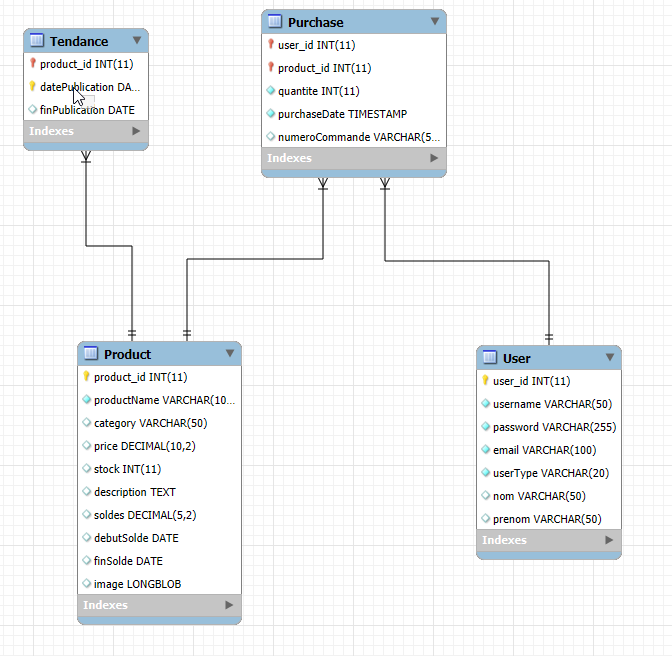 Tendance
product_id INT(11)
datePublication DA...
finPublication DATE
Indexes
Purchase
user_id INT(11)
product_id INT(11)
quantite INT(11)
purchaseDate TIMESTAMP
numeroCommande VARCHAR(5...
Indexes
Product
product_id INT(11)
productName VARCHAR(10...
category VARCHAR(50)
price DECIMAL(10,2)
stock INT(11)
description TEXT
soldes DECIMAL(5,2)
debutSolde DATE
finSolde DATE
image LONGBLOB
Indexes
User
user_id INT(11)
username VARCHAR(50)
password VARCHAR(255)
email VARCHAR(100)
userType VARCHAR(20)
nom VARCHAR(50)
prenom VARCHAR(50)
Indexes